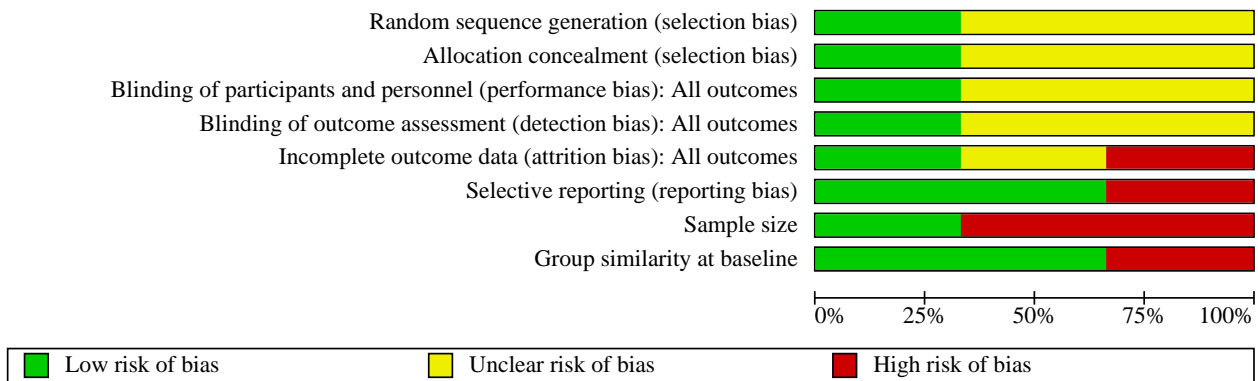 Random sequence generation (selection bias)
Allocation concealment (selection bias)
Blinding of participants and personnel (performance bias): All outcomes
Blinding of outcome assessment (detection bias): All outcomes
Incomplete outcome data (attrition bias): All outcomes
Selective reporting (reporting bias)
Sample size
Group similarity at baseline
0% 25% 50% 75% 100%
Low risk of bias Unclear risk of bias High risk of bias